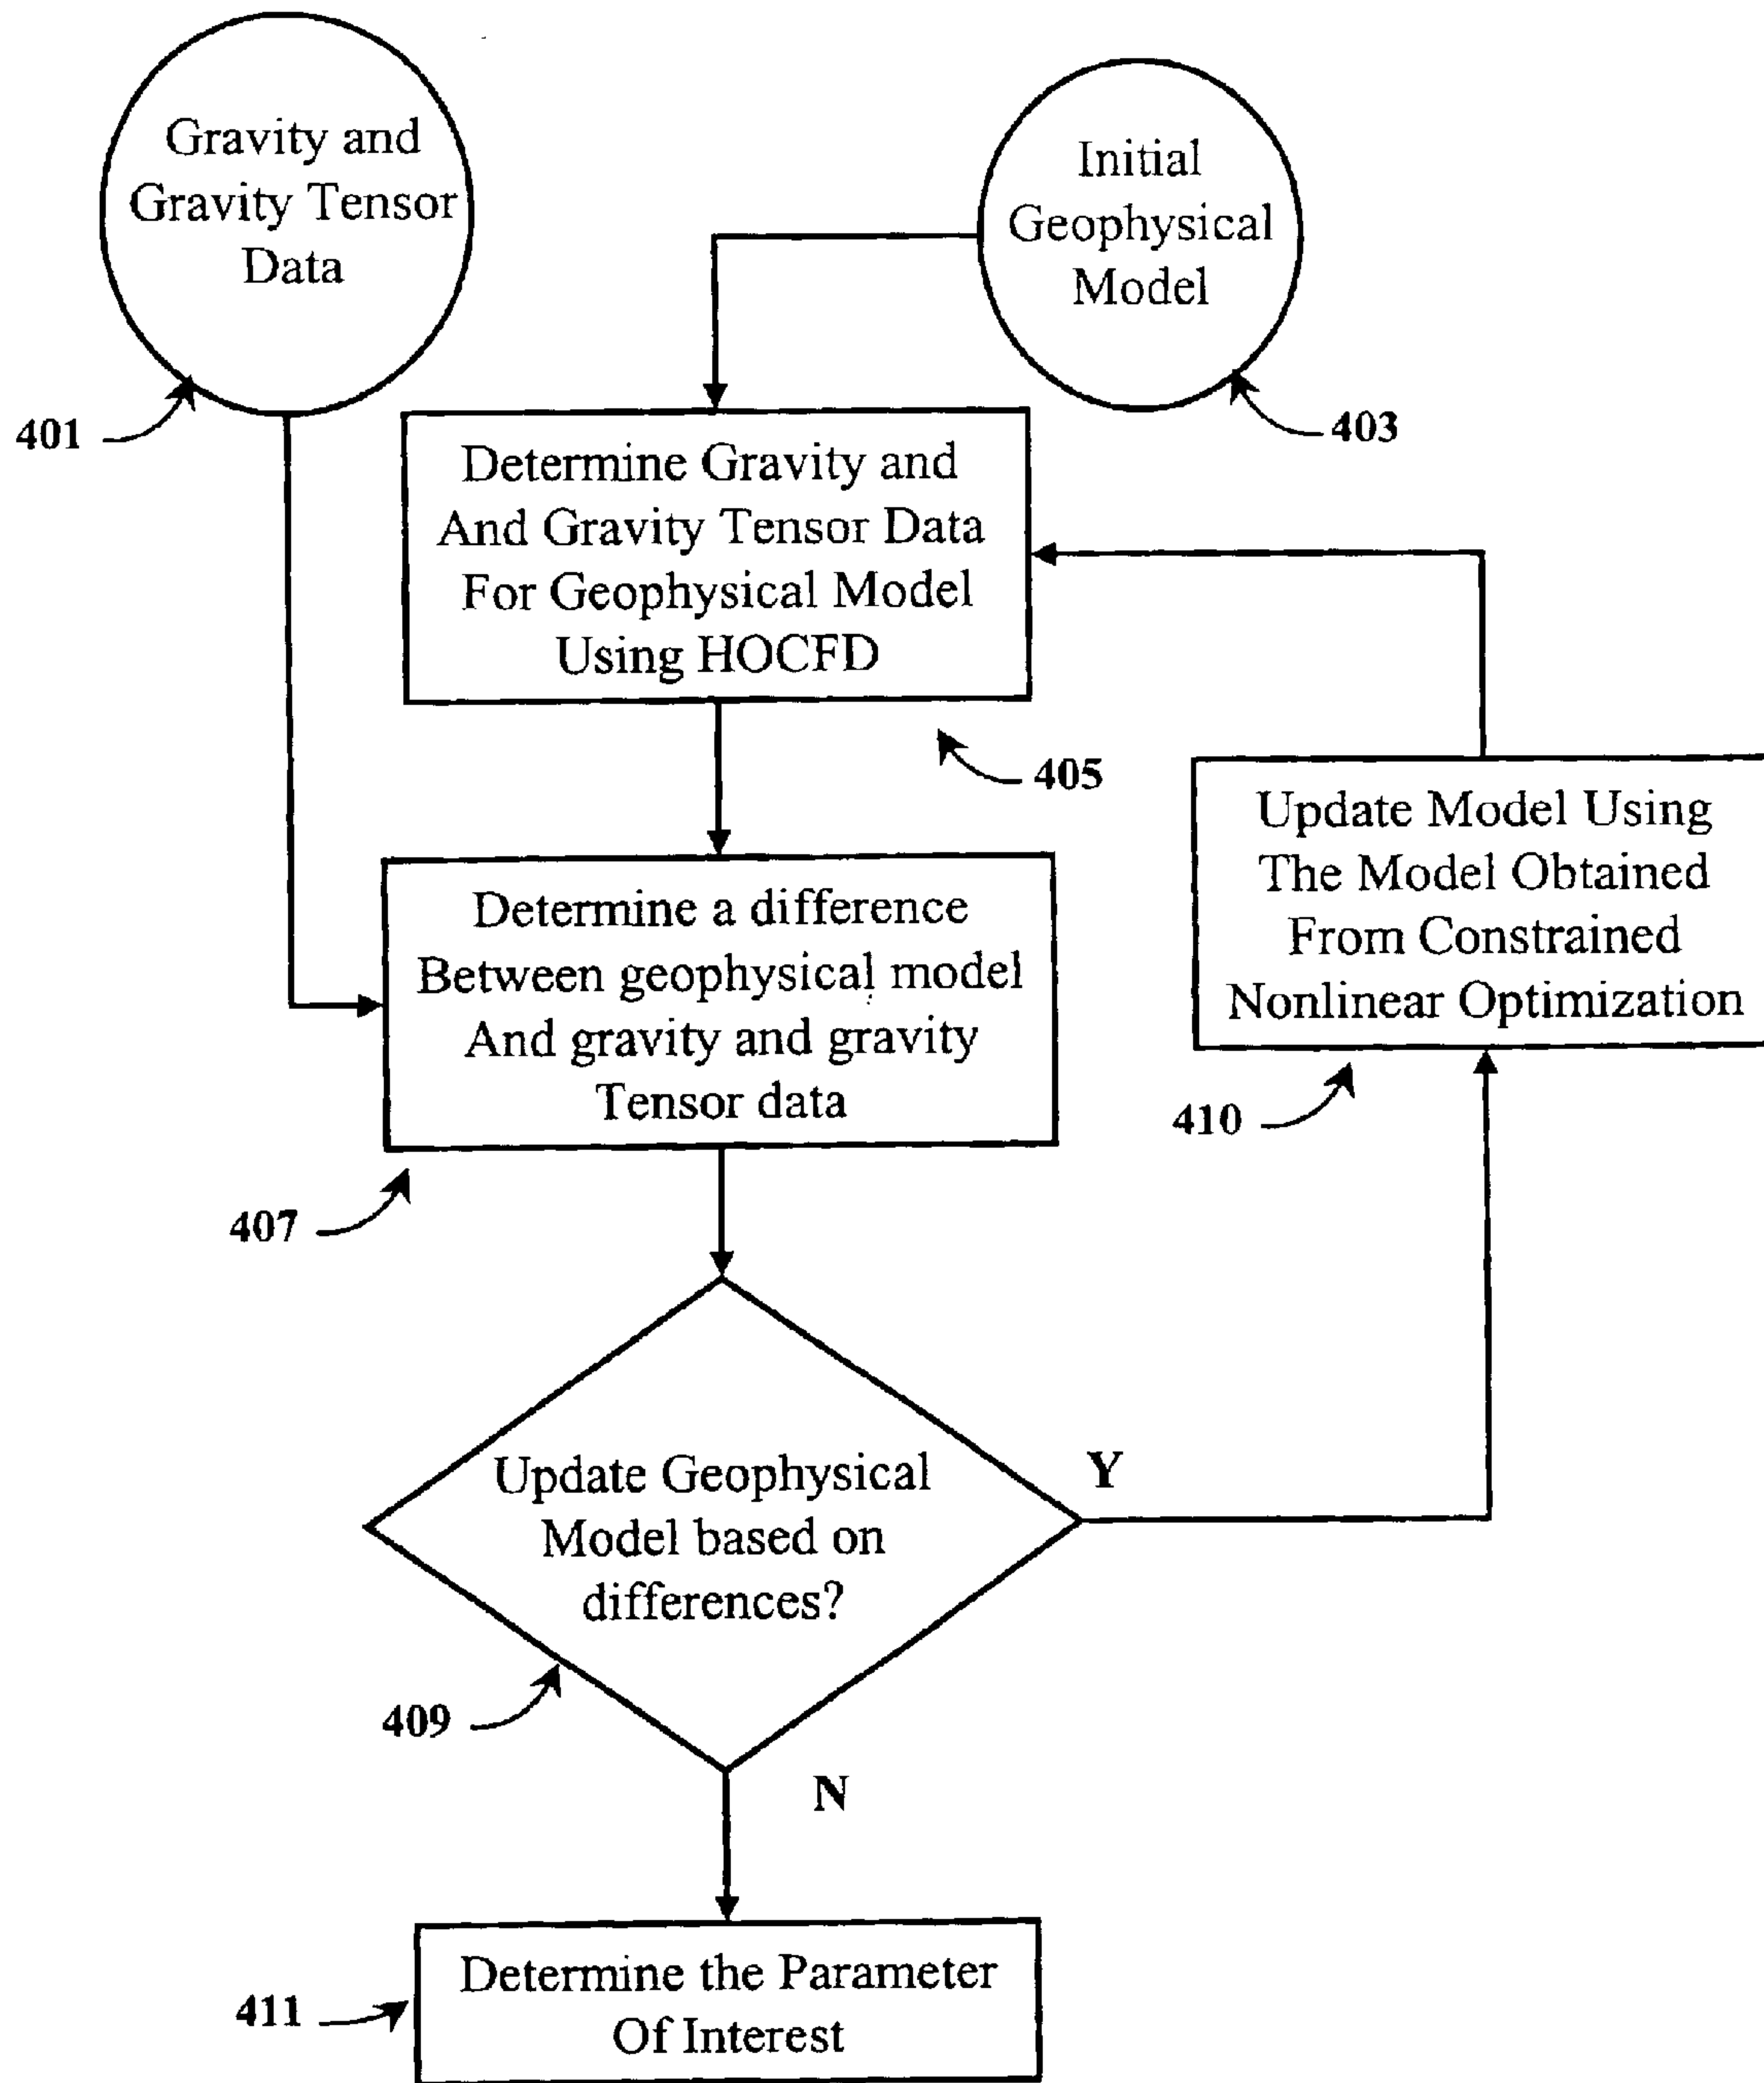 Gravity and
Gravity Tensor
Data
401
Initial
Geophysical
Model
403
Determine Gravity and
And Gravity Tensor Data
For Geophysical Model
Using HOCFD
405
Update Model Using
The Model Obtained
From Constrained
Nonlinear Optimization
410
Determine a difference
Between geophysical model
And gravity and gravity
Tensor data
407
Update Geophysical
Model based on
differences?
409
Y
N
Determine the Parameter
Of Interest
411